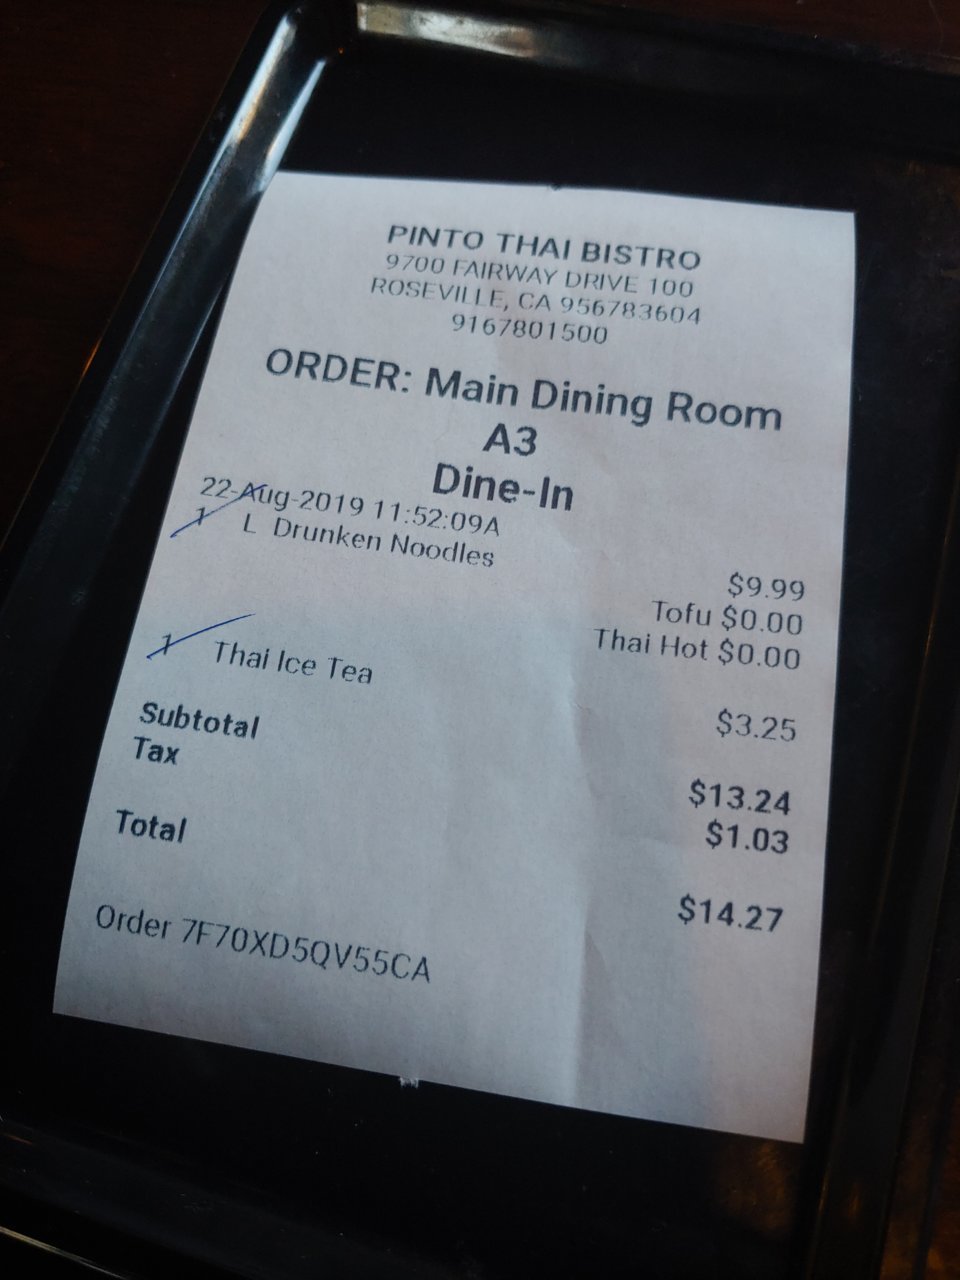 PINTO THAI BISTRO
9700 FAIRWAY DRIVE 100
ROSEVILLE, CA 956783604
9167801500
ORDER: Main Dining Room
A3
Dine-In
22-Aug-2019 11:52:09A
1 L Drunken Noodles
$9.99
Tofu $0.00
Thai Hot $0.00
1 Thai Ice Tea
$3.25
Subtotal
$13.24
Tax
$1.03
Total
$14.27
Order 7F70XD5QV55CA